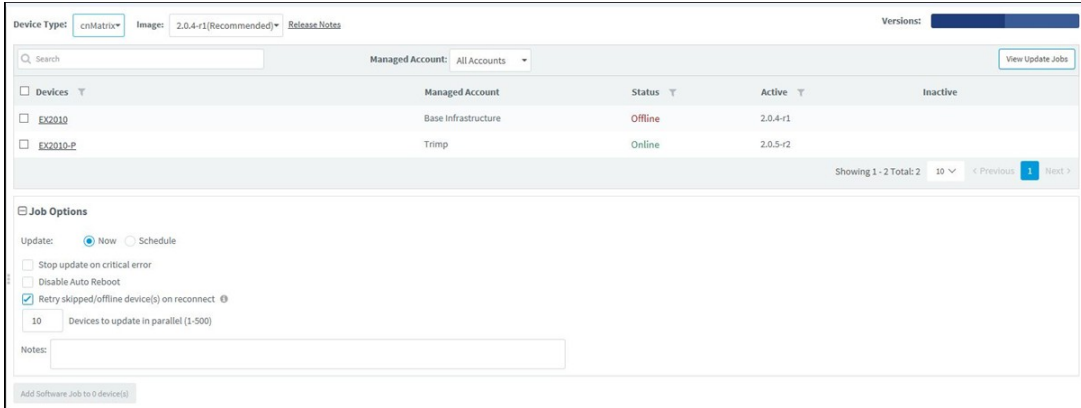 Device Type: cnMatrix Image: 2.0.4-r1(Recommended) Release Notes Versions:
Search Managed Account: All Accounts View Update Jobs
Devices Managed Account Status Active Inactive
EX2010 Base Infrastructure Offline 2.0.4-r1
EX2010-P Trimp Online 2.0.5-r2
Showing 1 - 2 Total: 2 10 < Previous 1 Next >
Job Options
Update: Now Schedule
Stop update on critical error
Disable Auto Reboot
Retry skipped/offline device(s) on reconnect
10 Devices to update in parallel (1-500)
Notes:
Add Software Job to 0 device(s)